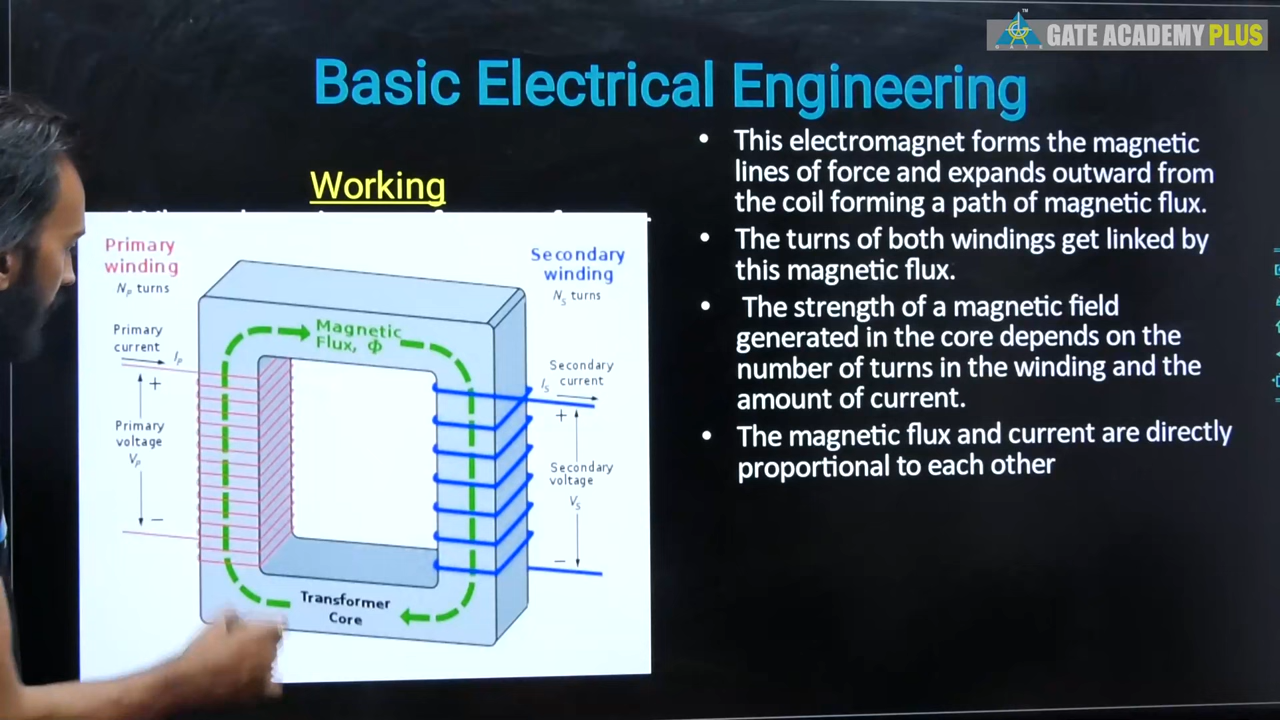 GATE ACADEMY PLUS
Basic Electrical Engineering
Working
Primary
winding
Nₚ turns
Primary
current
Iₚ
+
Primary
voltage
Vₚ
−
Magnetic
Flux, Φ
Transformer
Core
Secondary
winding
Nₛ turns
Secondary
current
Iₛ
+
Secondary
voltage
Vₛ
−
• This electromagnet forms the magnetic
lines of force and expands outward from
the coil forming a path of magnetic flux.
• The turns of both windings get linked by
this magnetic flux.
• The strength of a magnetic field
generated in the core depends on the
number of turns in the winding and the
amount of current.
• The magnetic flux and current are directly
proportional to each other